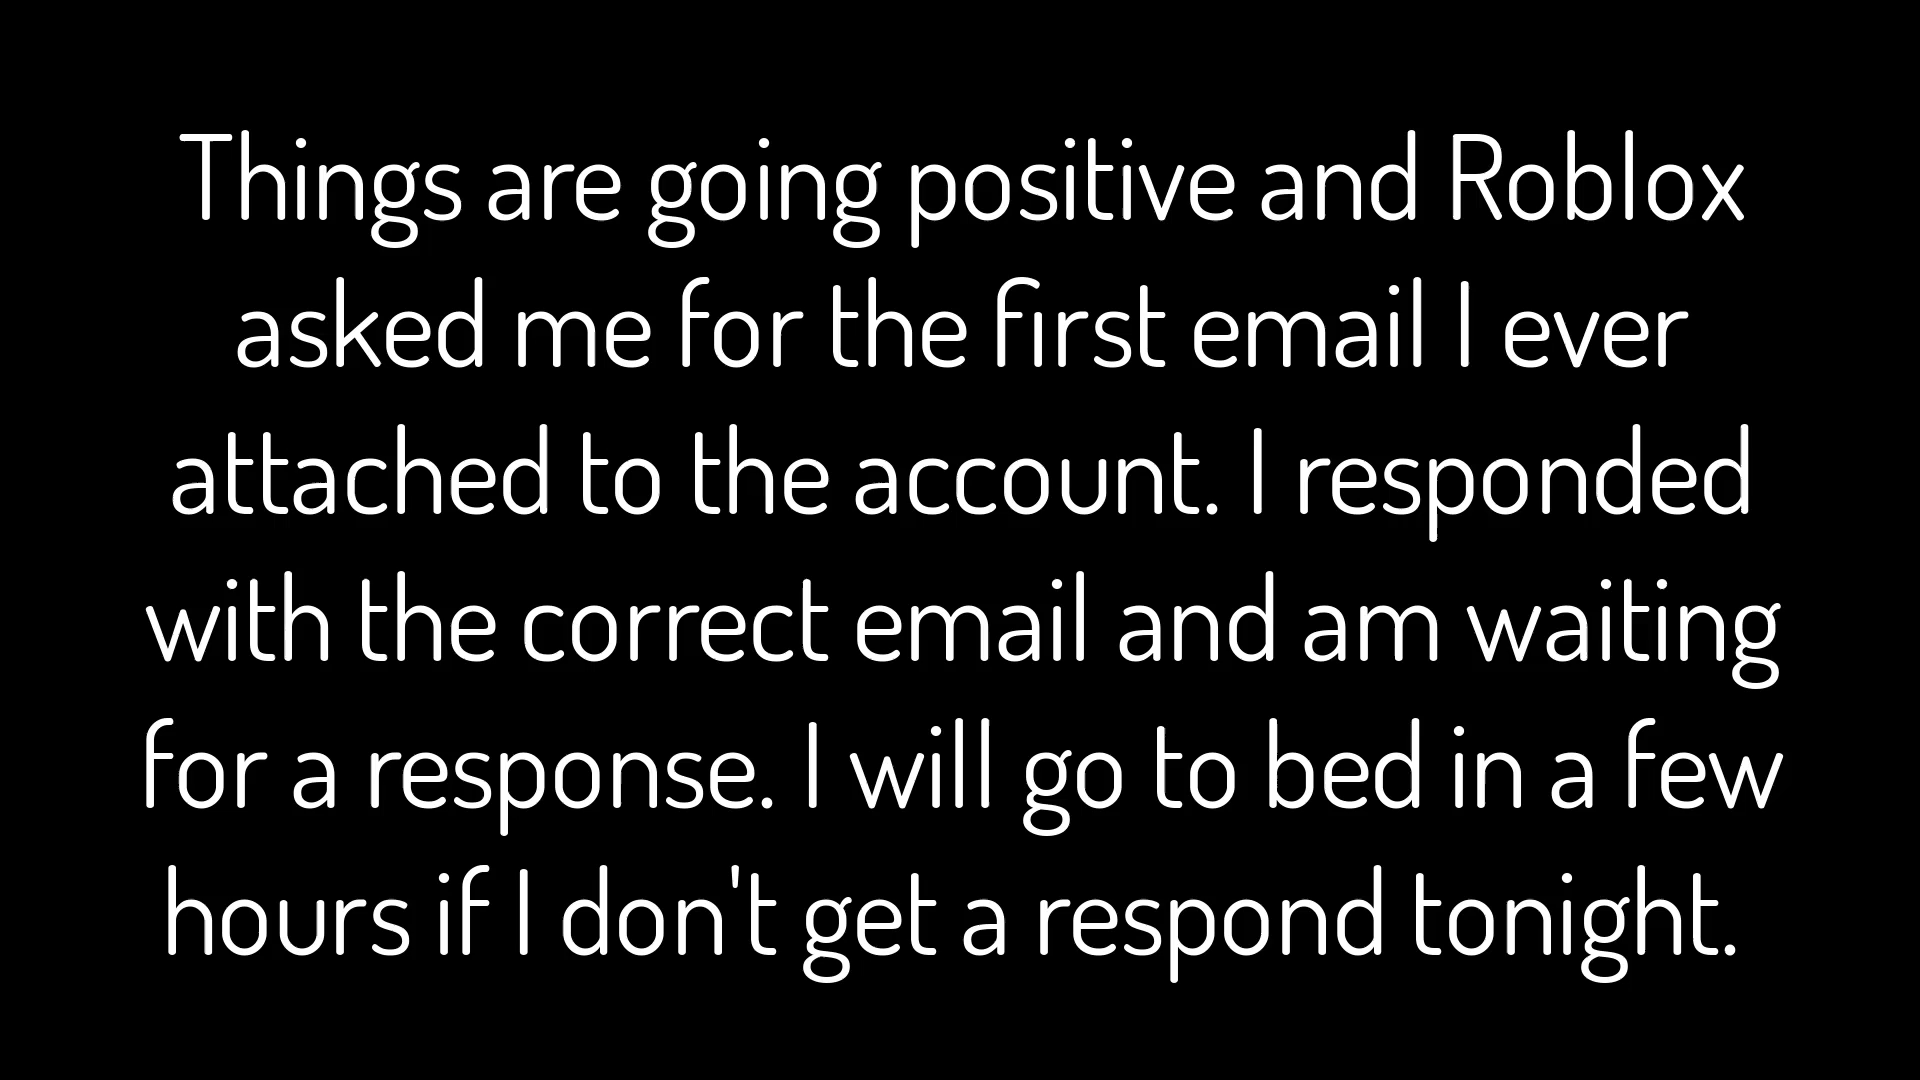 Things are going positive and Roblox
asked me for the first email I ever
attached to the account. I responded
with the correct email and am waiting
for a response. I will go to bed in a few
hours if I don't get a respond tonight.